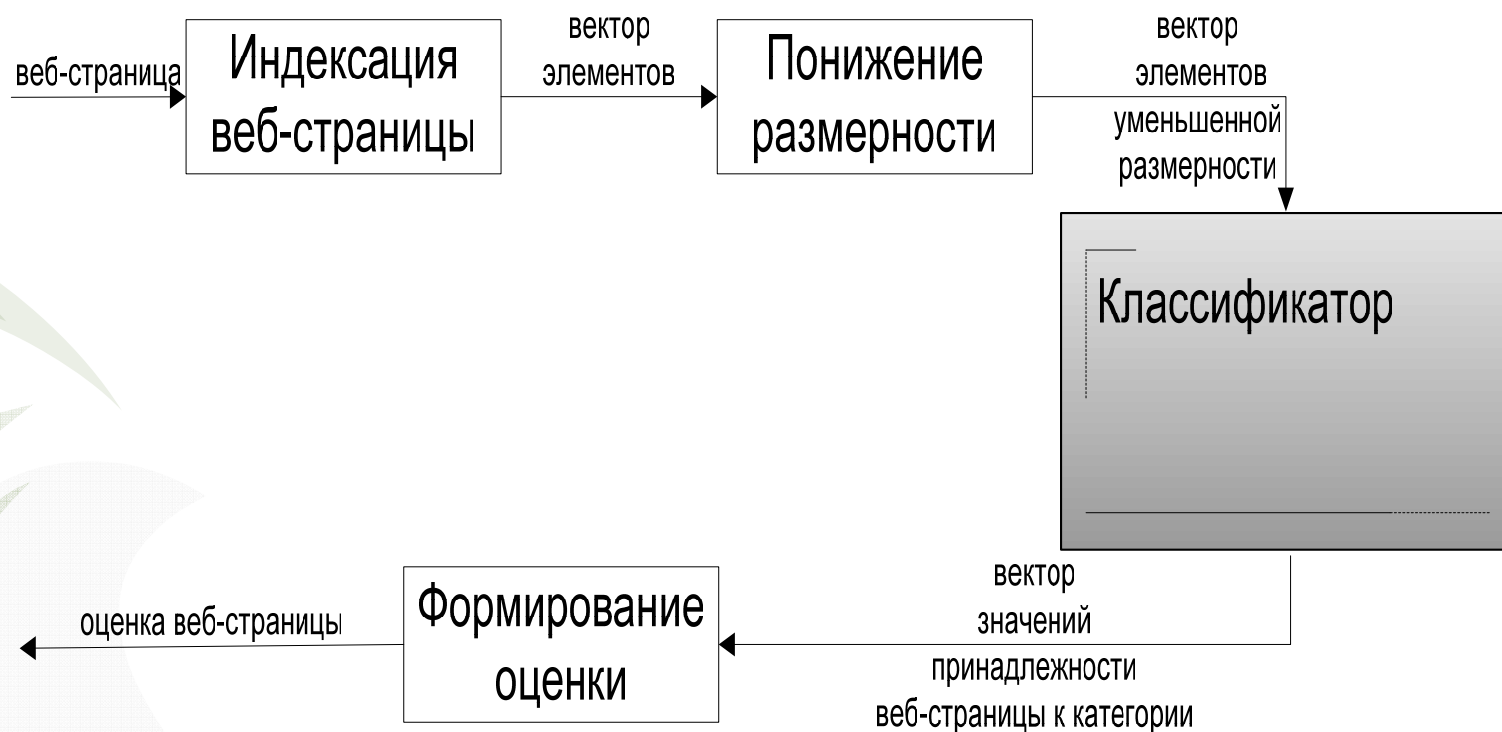 веб-страница
Индексация
веб-страницы
вектор
элементов
Понижение
размерности
вектор
элементов
уменьшенной
размерности
Классификатор
вектор
значений
принадлежности
веб-страницы к категории
Формирование
оценки
оценка веб-страницы